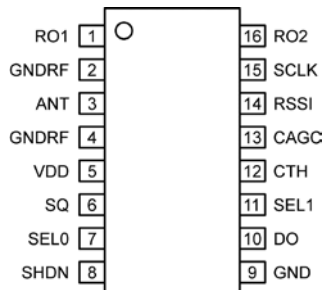 RO1 1 16 RO2
GNDRF 2 15 SCLK
ANT 3 14 RSSI
GNDRF 4 13 CAGC
VDD 5 12 CTH
SQ 6 11 SEL1
SEL0 7 10 DO
SHDN 8 9 GND